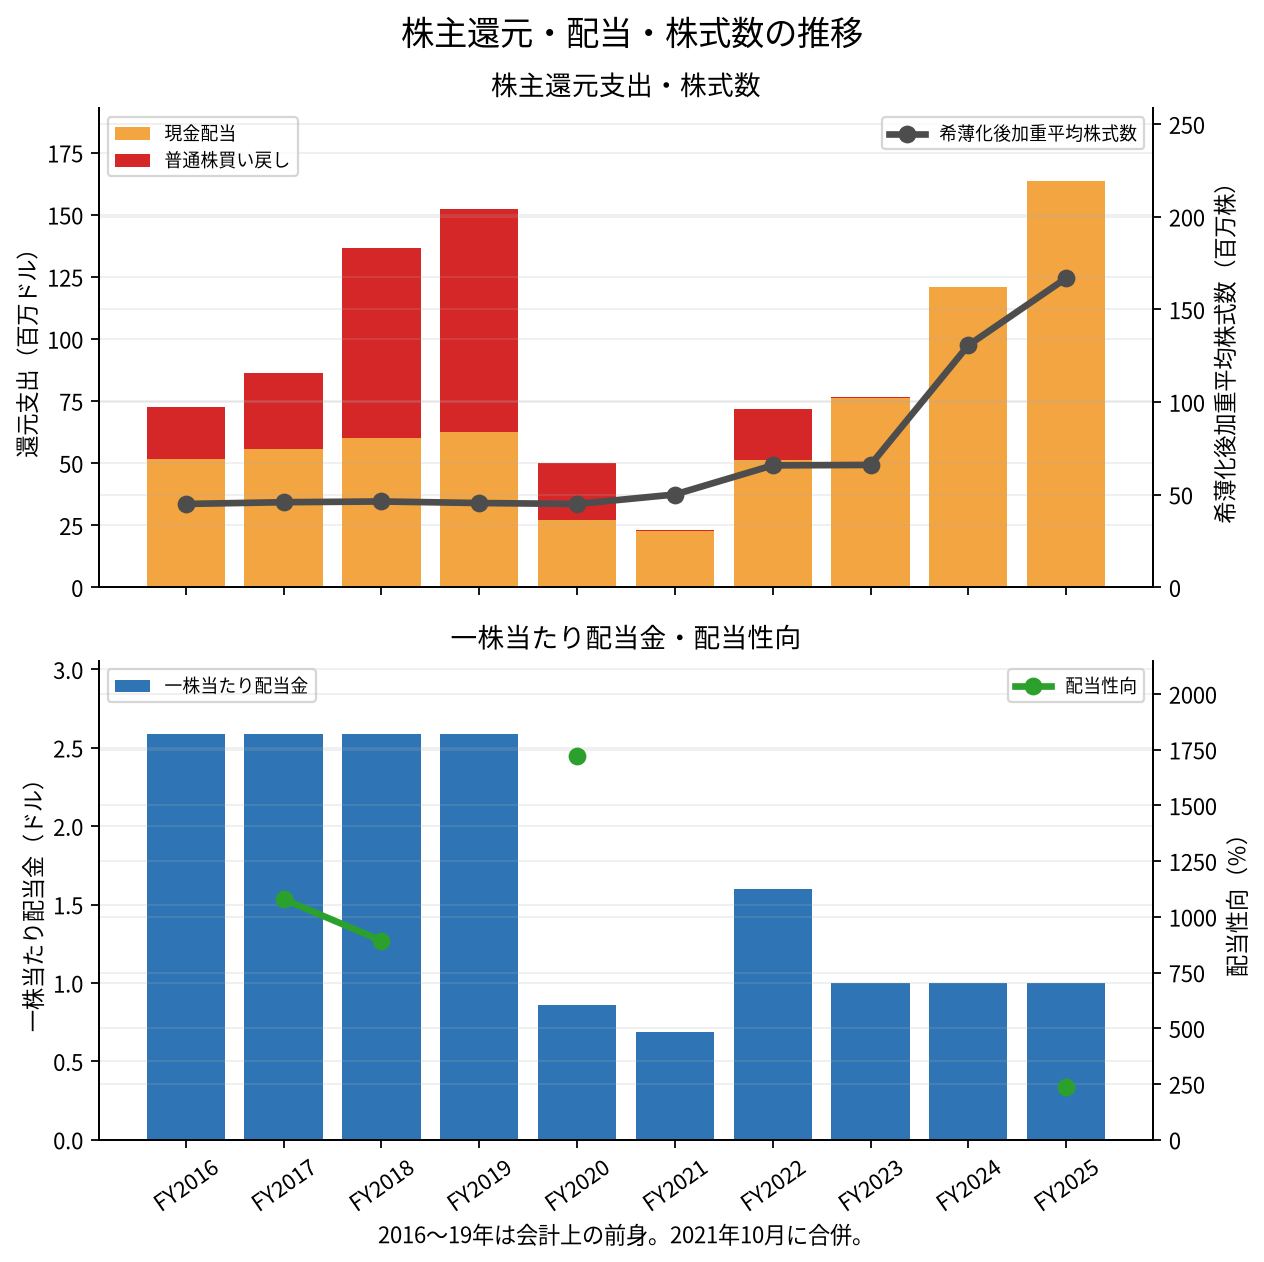 株主還元・配当・株式数の推移
株主還元支出・株式数
現金配当
普通株買い戻し
希薄化後加重平均株式数
還元支出（百万ドル）
175
150
125
100
75
50
25
0
250
200
150
100
50
0
希薄化後加重平均株式数（百万株）
一株当たり配当金・配当性向
一株当たり配当金
配当性向
一株当たり配当金（ドル）
3.0
2.5
2.0
1.5
1.0
0.5
0.0
2000
1750
1500
1250
1000
750
500
250
0
配当性向（%）
FY2016
FY2017
FY2018
FY2019
FY2020
FY2021
FY2022
FY2023
FY2024
FY2025
2016～19年は会計上の前身。2021年10月に合併。